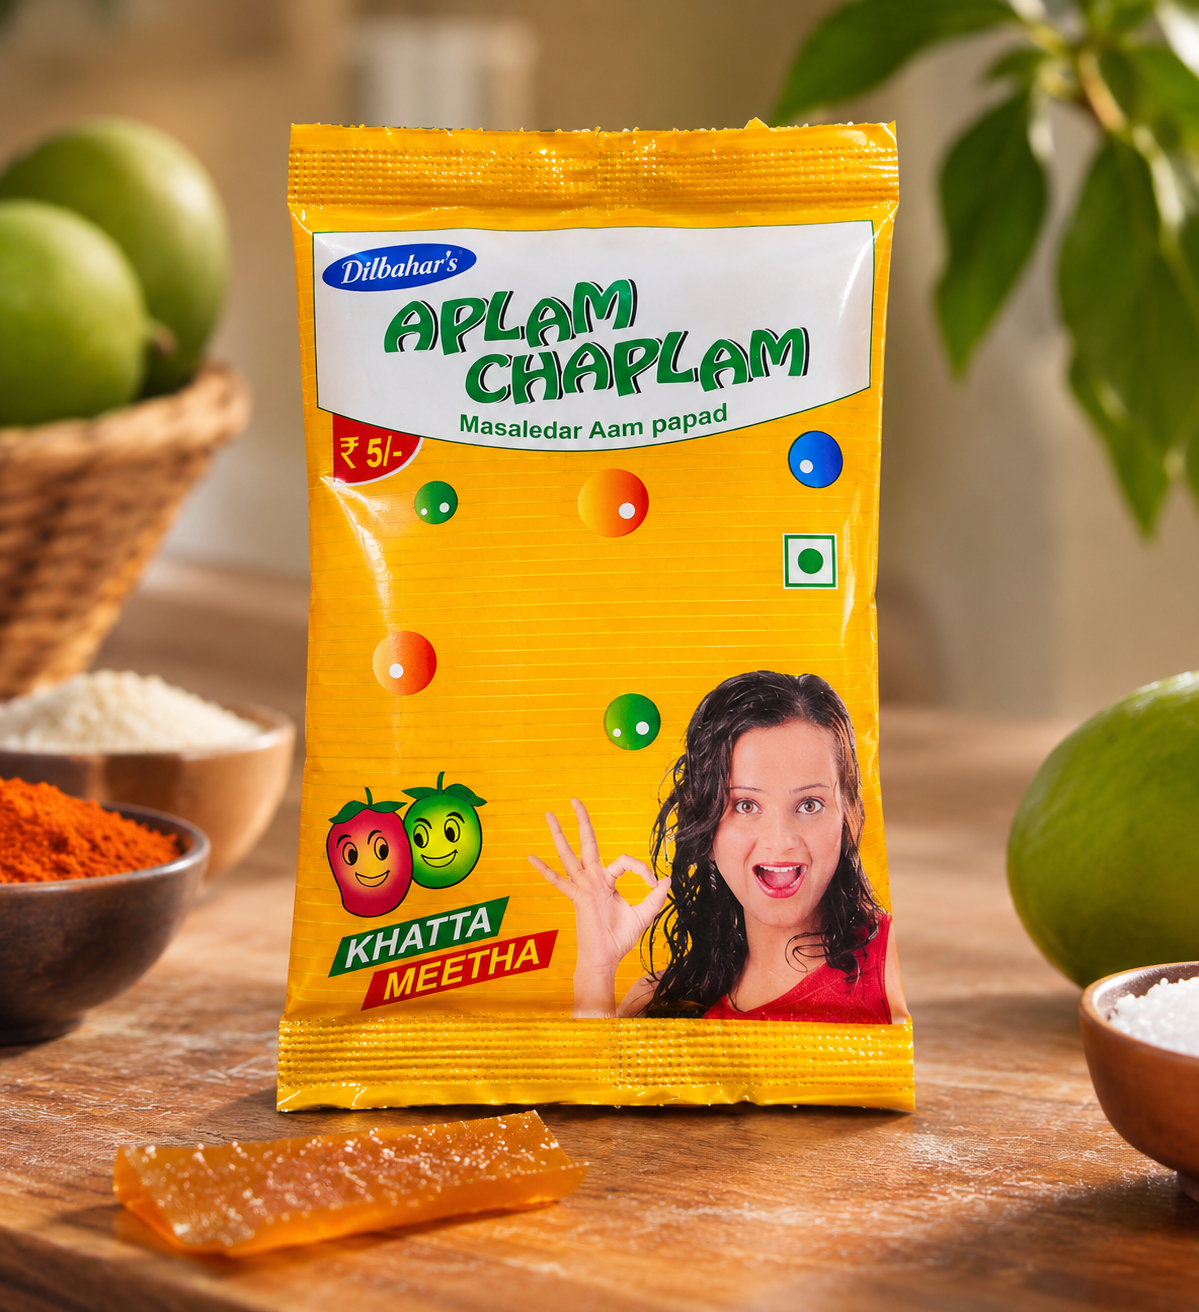 Dilbahar's
APLAM
CHAPLAM
Masaledar Aam papad
₹ 5/-
KHATTA
MEETHA